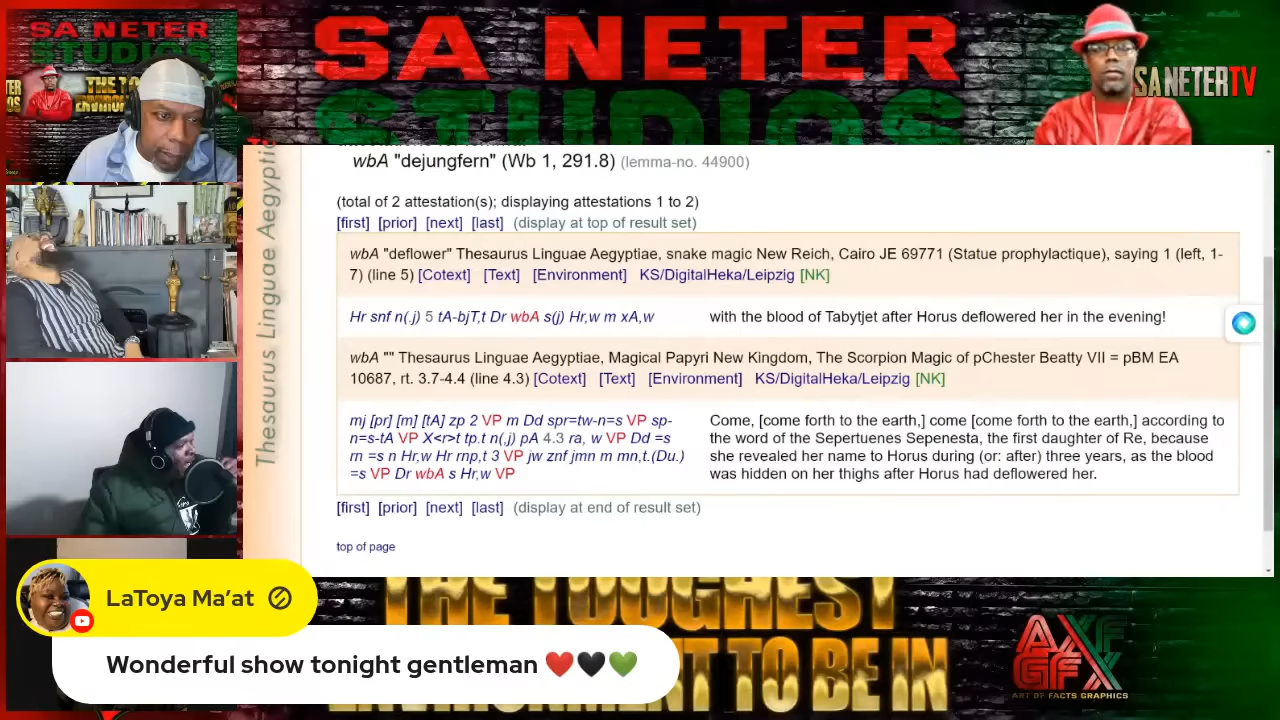 SA NETER
STUDIOS
SA NETER
STUDIOS
SANETERTV
Thesaurus Linguae Aegyptia
wbA "dejungfern" (Wb 1, 291.8) (lemma-no. 44900)
(total of 2 attestation(s); displaying attestations 1 to 2)
[first] [prior] [next] [last] (display at top of result set)
wbA "deflower" Thesaurus Linguae Aegyptiae, snake magic New Reich, Cairo JE 69771 (Statue prophylactique), saying 1 (left, 1-
7) (line 5) [Cotext] [Text] [Environment] KS/DigitalHeka/Leipzig [NK]
Hr snf n(.j) 5 tA-bjT,t Dr wbA s(j) Hr,w m xA,w
with the blood of Tabytjet after Horus deflowered her in the evening!
wbA "" Thesaurus Linguae Aegyptiae, Magical Papyri New Kingdom, The Scorpion Magic of pChester Beatty VII = pBM EA
10687, rt. 3.7-4.4 (line 4.3) [Cotext] [Text] [Environment] KS/DigitalHeka/Leipzig [NK]
mj [pr] [m] [tA] zp 2 VP m Dd spr=tw-n=s VP sp-
n=s-tA VP X<r>t tp.t n(,j) pA 4.3 ra, w VP Dd =s
rn =s n Hr,w Hr rnp,t 3 VP jw znf jmn m mn,t.(Du.)
=s VP Dr wbA s Hr,w VP
Come, [come forth to the earth,] come [come forth to the earth,] according to
the word of the Sepertuenes Sepenesta, the first daughter of Re, because
she revealed her name to Horus during (or: after) three years, as the blood
was hidden on her thighs after Horus had deflowered her.
[first] [prior] [next] [last] (display at end of result set)
top of page
LaToya Ma'at
Wonderful show tonight gentleman ❤️🖤💚
THE TOUGHEST
NT TO BE IN
AXF
GFX
ART OF FACTS GRAPHICS